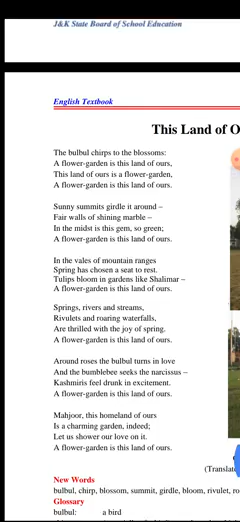 J&K State Board of School Education
English Textbook
This Land of O
The bulbul chirps to the blossoms:
A flower-garden is this land of ours,
This land of ours is a flower-garden,
A flower-garden is this land of ours.
Sunny summits girdle it around –
Fair walls of shining marble –
In the midst is this gem, so green;
A flower-garden is this land of ours.
In the vales of mountain ranges
Spring has chosen a seat to rest.
Tulips bloom in gardens like Shalimar –
A flower-garden is this land of ours.
Springs, rivers and streams,
Rivulets and roaring waterfalls,
Are thrilled with the joy of spring.
A flower-garden is this land of ours.
Around roses the bulbul turns in love
And the bumblebee seeks the narcissus –
Kashmiris feel drunk in excitement.
A flower-garden is this land of ours.
Mahjoor, this homeland of ours
Is a charming garden, indeed;
Let us shower our love on it.
A flower-garden is this land of ours.
(Translat
New Words
bulbul, chirp, blossom, summit, girdle, bloom, rivulet, ro
Glossary
bulbul: a bird